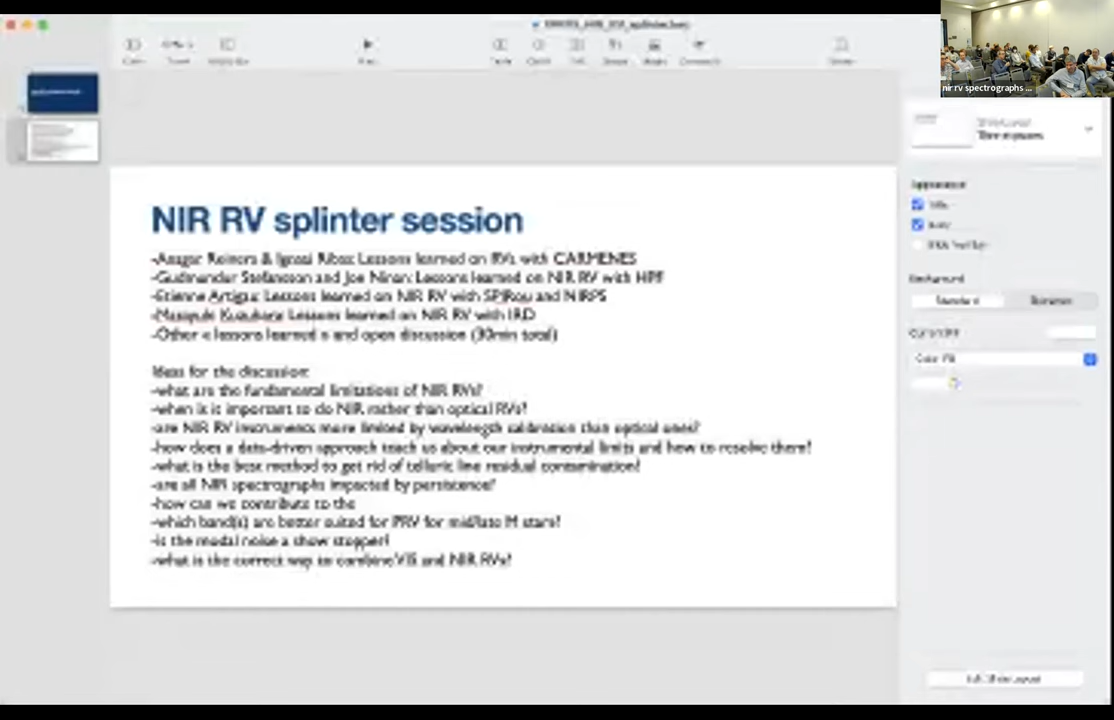 nir rv spectrographs ...
NIR RV splinter session
-Ansgar Reiners & Ignasi Ribas: Lessons learned on RVs with CARMENES
-Gudmundur Stefansson and Joe Ninan: Lessons learned on NIR RV with HPF
-Etienne Artigau: Lessons learned on NIR RV with SPIRou and NIRPS
-Masayuki Kuzuhara: Lessons learned on NIR RV with IRD
-Other « lessons learned » and open discussion (30min total)
Ideas for the discussion:
-what are the fundamental limitations of NIR RVs?
-when is it important to do NIR rather than optical RVs?
-are NIR RV instruments more limited by wavelength calibration than optical ones?
-how does a data-driven approach teach us about our instrumental limits and how to resolve them?
-what is the best method to get rid of telluric line residual contamination?
-are all NIR spectrographs impacted by persistence?
-how can we contribute to the
-which band(s) are better suited for PRV for mid/late M stars?
-is the modal noise a show stopper?
-what is the correct way to combine VIS and NIR RVs?
Appearance
Title
Body
Background
Standard
Dynamic
Color Fill